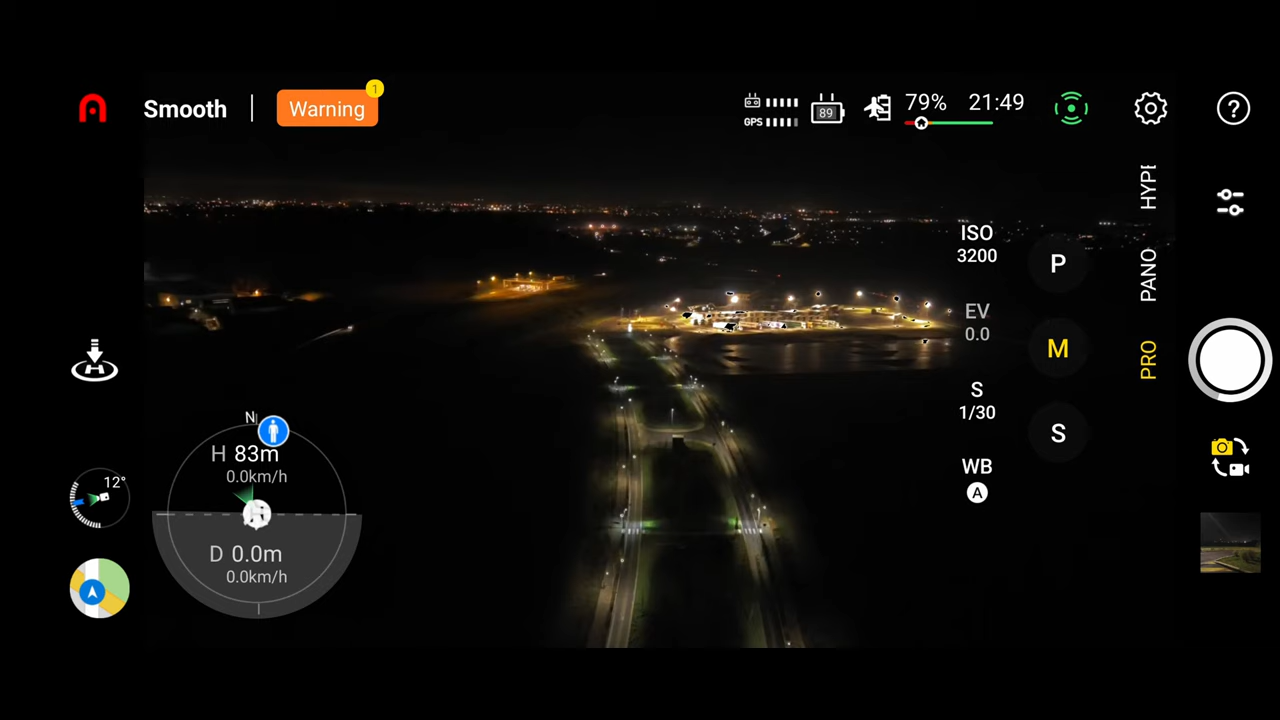 Smooth
Warning
1
GPS
89
79%
21:49
?
HYPE
PANO
PRO
ISO
3200
EV
0.0
S
1/30
WB
A
P
M
S
N
H 83m
0.0km/h
D 0.0m
0.0km/h
12°
H